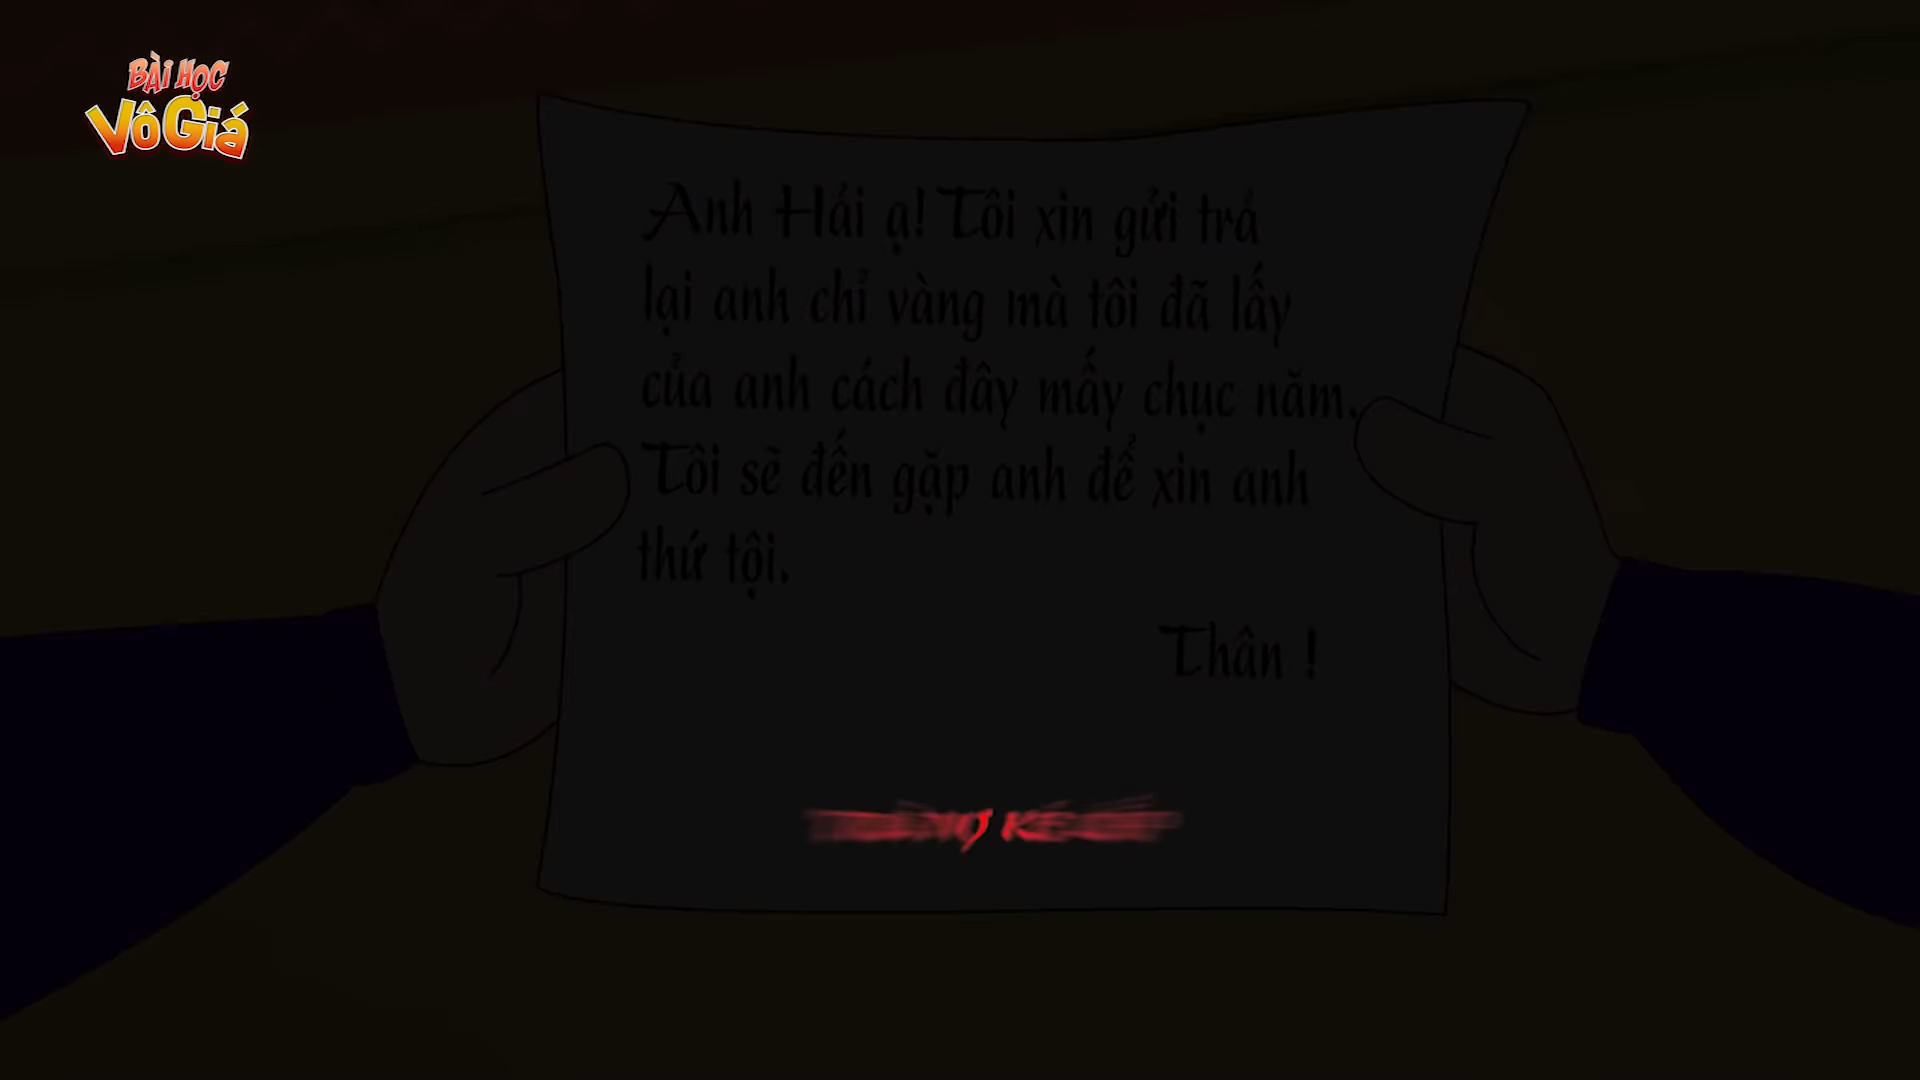 BÀI HỌC
VÔ GIÁ
Anh Hải ạ! Tôi xin gửi trả
lại anh chỉ vàng mà tôi đã lấy
của anh cách đây mấy chục năm.
Tôi sẽ đến gặp anh để xin anh
thứ tội.
Thân !